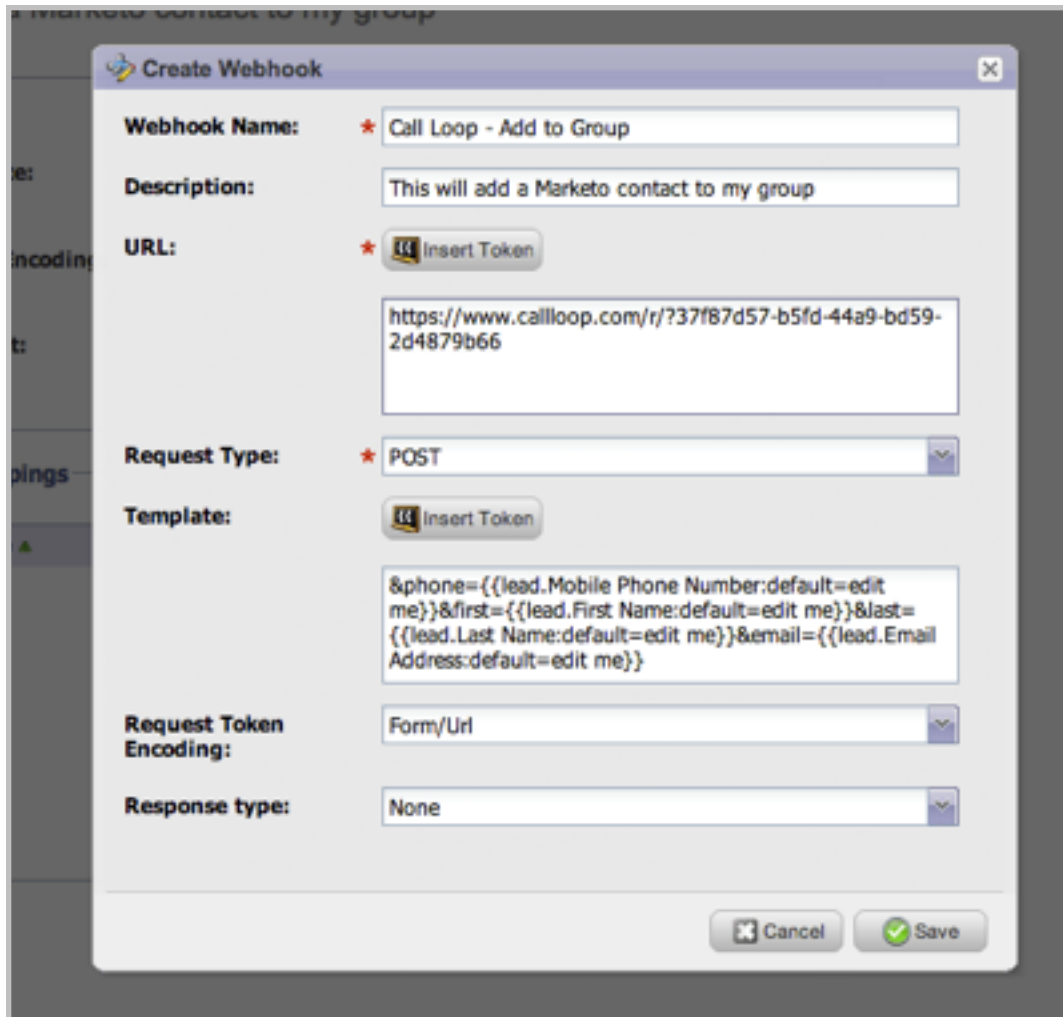 a Marketo contact to my group
Create Webhook
Webhook Name: * Call Loop - Add to Group
te:
Description: This will add a Marketo contact to my group
URL: * Insert Token
Encoding
https://www.callloop.com/r/?37f87d57-b5fd-44a9-bd59-
2d4879b66
t:
Request Type: * POST
pings
Template: Insert Token
&phone={{lead.Mobile Phone Number:default=edit
me}}&first={{lead.First Name:default=edit me}}&last=
{{lead.Last Name:default=edit me}}&email={{lead.Email
Address:default=edit me}}
Request Token
Encoding: Form/Url
Response type: None
Cancel Save